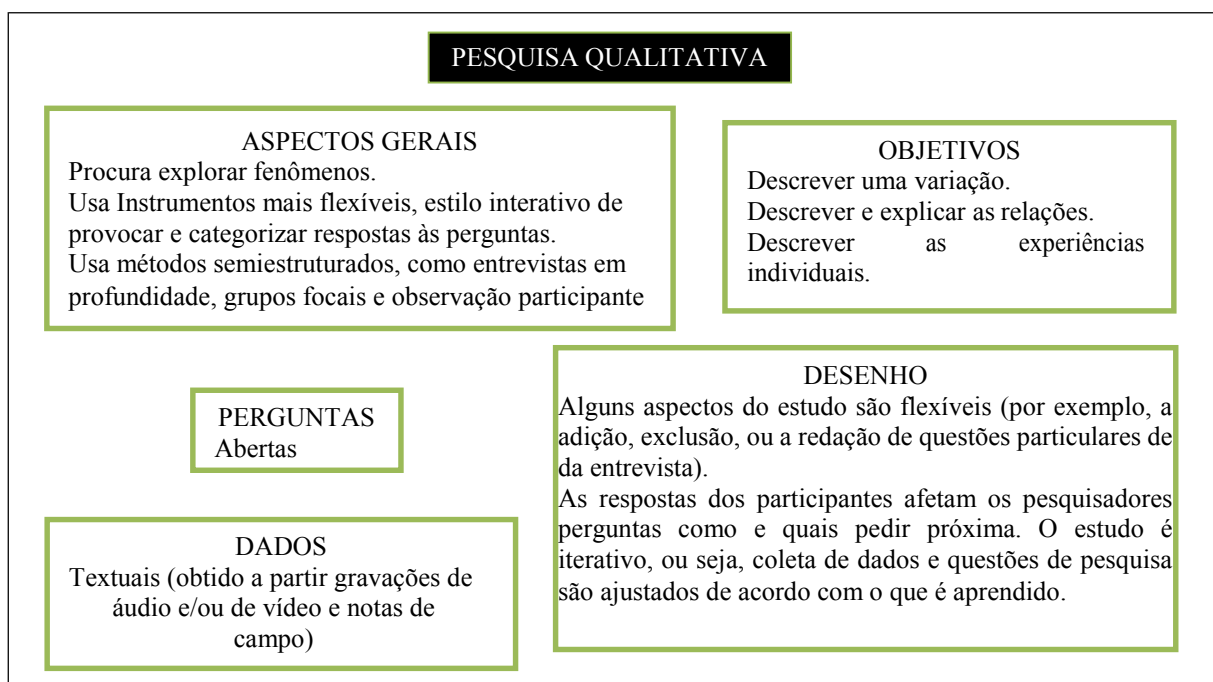 PESQUISA QUALITATIVA
ASPECTOS GERAIS
Procura explorar fenômenos.
Usa Instrumentos mais flexíveis, estilo interativo de
provocar e categorizar respostas às perguntas.
Usa métodos semiestruturados, como entrevistas em
profundidade, grupos focais e observação participante
OBJETIVOS
Descrever uma variação.
Descrever e explicar as relações.
Descrever as experiências
individuais.
PERGUNTAS
Abertas
DESENHO
Alguns aspectos do estudo são flexíveis (por exemplo, a
adição, exclusão, ou a redação de questões particulares de
da entrevista).
As respostas dos participantes afetam os pesquisadores
perguntas como e quais pedir próxima. O estudo é
iterativo, ou seja, coleta de dados e questões de pesquisa
são ajustados de acordo com o que é aprendido.
DADOS
Textuais (obtido a partir gravações de
áudio e/ou de vídeo e notas de
campo)